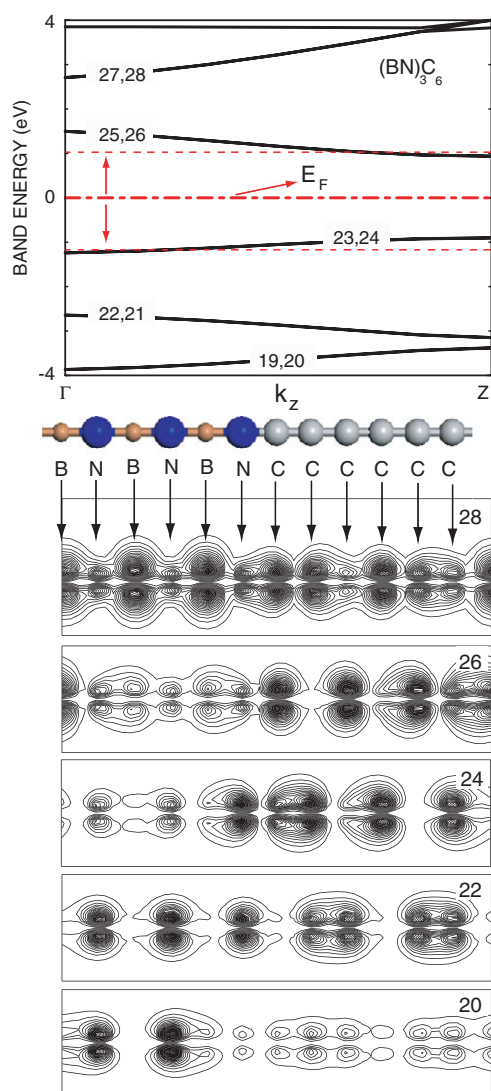 4
(BN)3C6
27,28
25,26
BAND ENERGY (eV)
EF
0
23,24
22,21
19,20
-4
Γ
kz
Z
B N B N B N C C C C C C
28
26
24
22
20